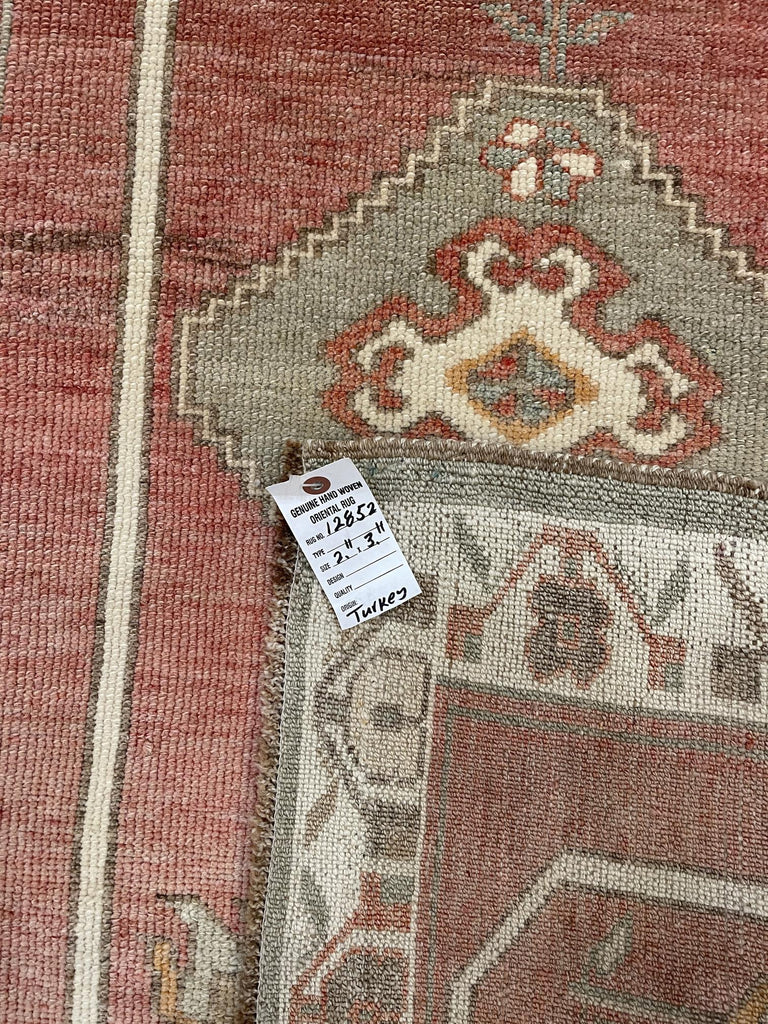 GENUINE HAND WOVEN
ORIENTAL RUG
RUG NO. 12852
TYPE
SIZE 2." , 3."
DESIGN
QUALITY
ORIGIN: Turkey